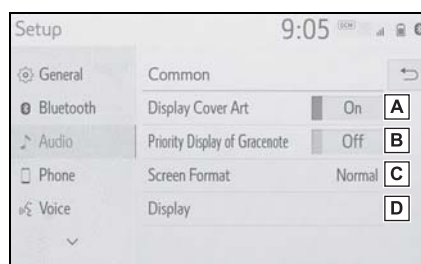 Setup
9:05
DCM
General
Common
Bluetooth
Display Cover Art
On
A
Audio
Priority Display of Gracenote
Off
B
Phone
Screen Format
Normal
C
Voice
Display
D